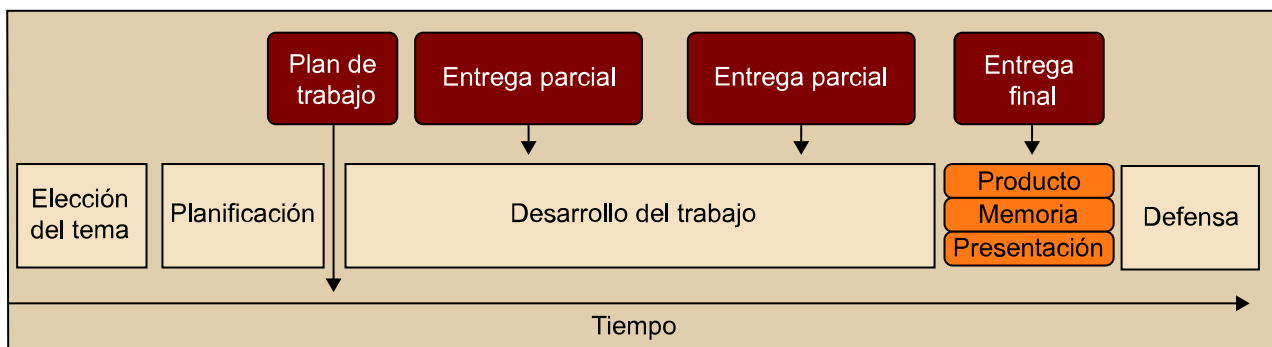 Plan de
trabajo
Entrega parcial
Entrega parcial
Entrega
final
Elección
del tema
Planificación
Desarrollo del trabajo
Producto
Memoria
Presentación
Defensa
Tiempo